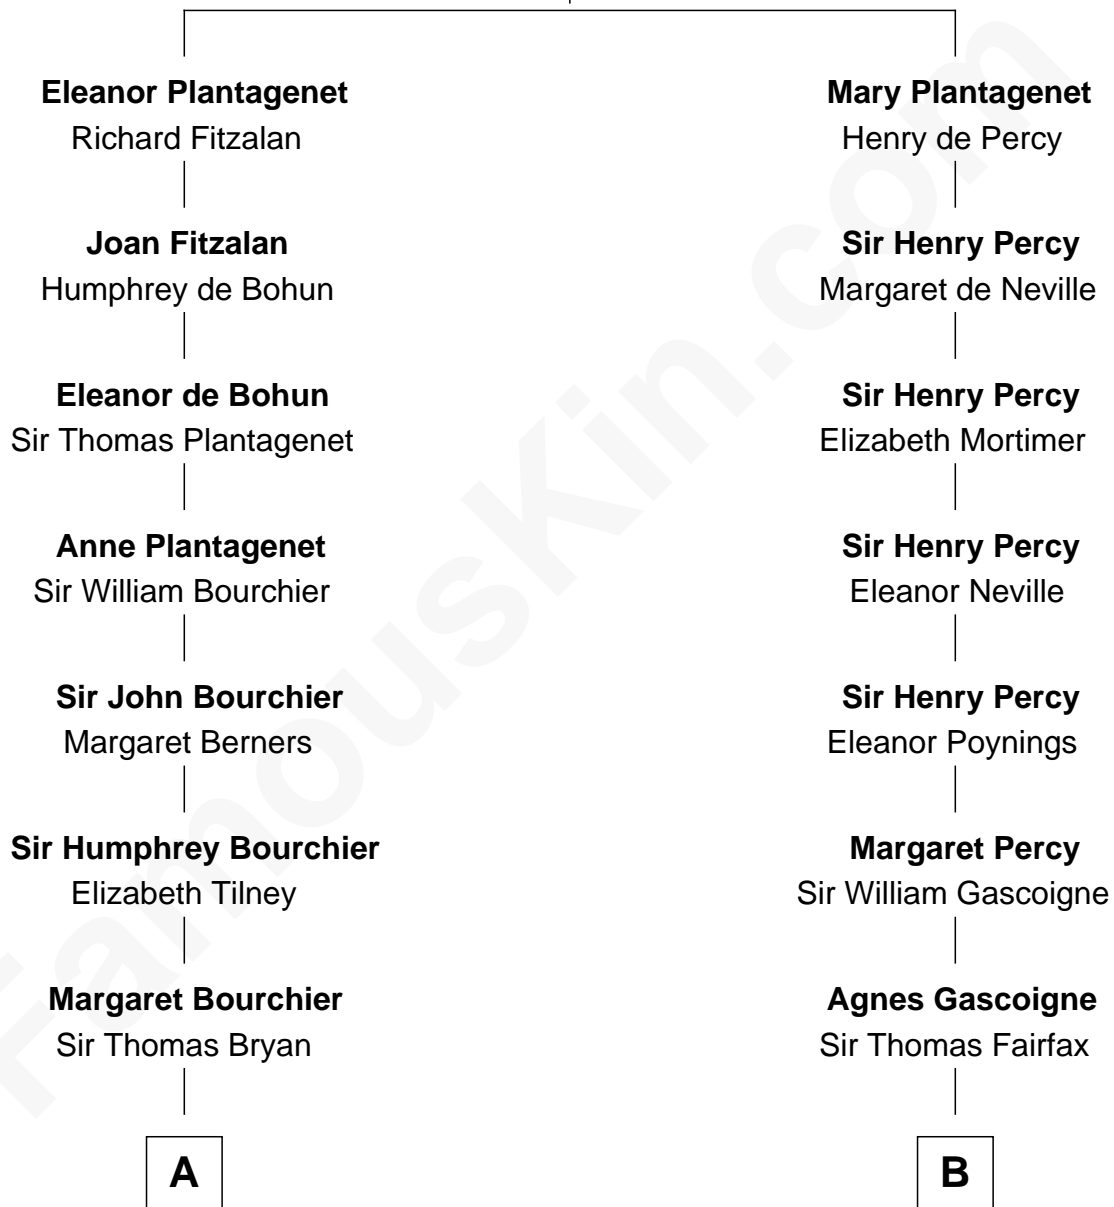 Eleanor Plantagenet
Richard Fitzalan
Joan Fitzalan
Humphrey de Bohun
Eleanor de Bohun
Sir Thomas Plantagenet
Anne Plantagenet
Sir William Bourchier
Sir John Bourchier
Margaret Berners
Sir Humphrey Bourchier
Elizabeth Tilney
Margaret Bourchier
Sir Thomas Bryan
A
Mary Plantagenet
Henry de Percy
Sir Henry Percy
Margaret de Neville
Sir Henry Percy
Elizabeth Mortimer
Sir Henry Percy
Eleanor Neville
Sir Henry Percy
Eleanor Poynings
Margaret Percy
Sir William Gascoigne
Agnes Gascoigne
Sir Thomas Fairfax
B
FamousKin.com